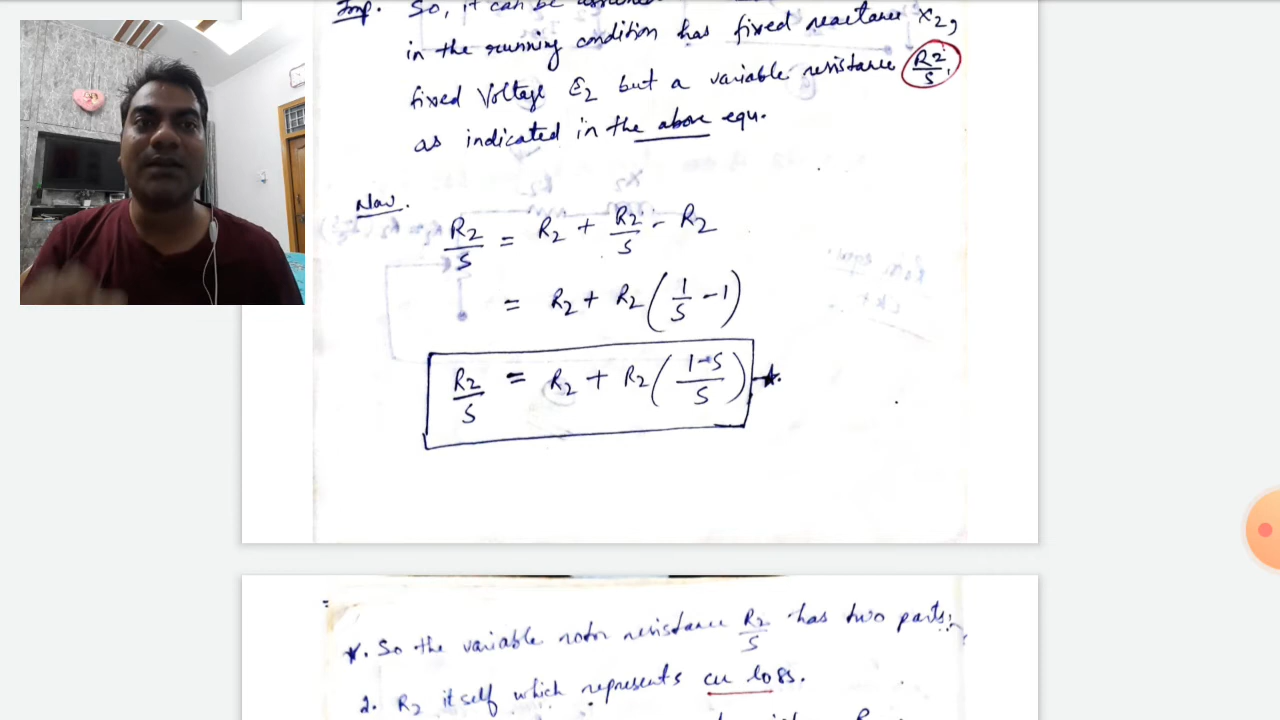 Imp. So, it can be assumed
in the running condition has fixed reactance X2,
fixed Voltage E2 but a variable resistance R2/S,
as indicated in the above equ.
Now.
R2/S = R2 + R2/S - R2
= R2 + R2 (1/S - 1)
R2/S = R2 + R2 (1-S/S)
*. So the variable rotor resistance R2/S has two parts:
1. R2 itself which represents cu loss.